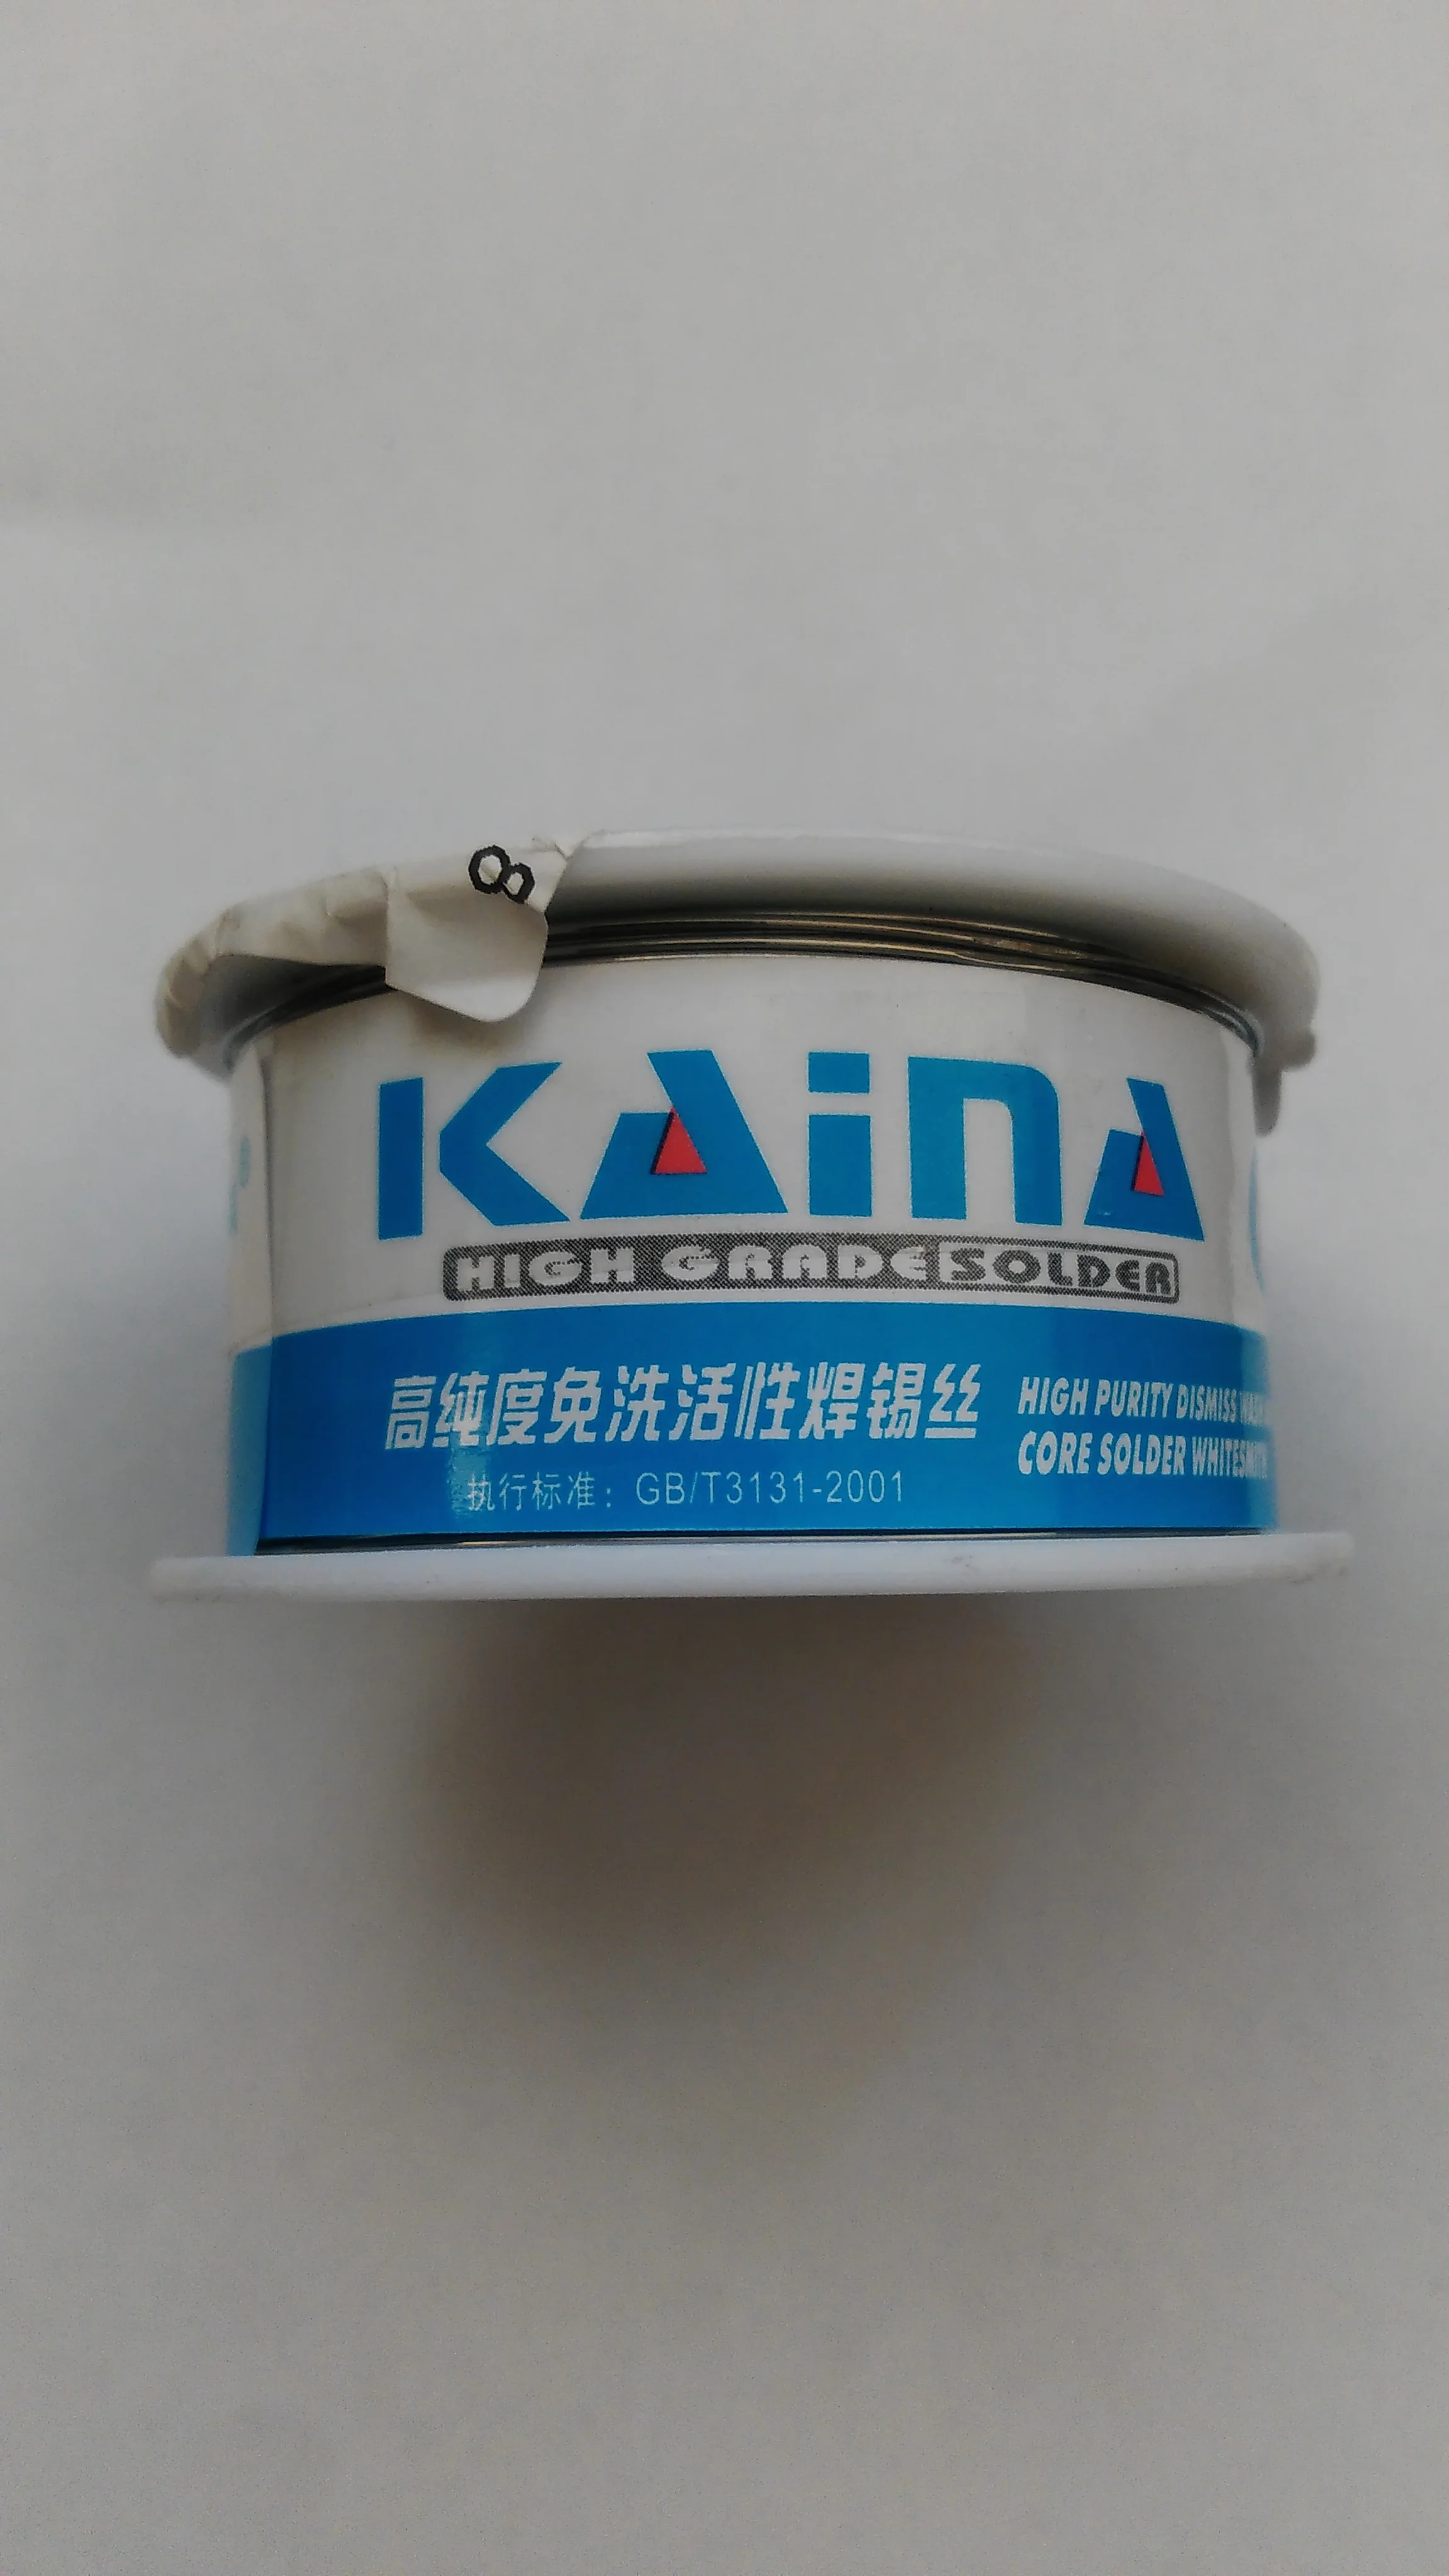 8
KAiNA
HIGH GRADE SOLDER
高纯度免洗活性焊锡丝
HIGH PURITY DISMISS
CORE SOLDER
执行标准：GB/T3131-2001